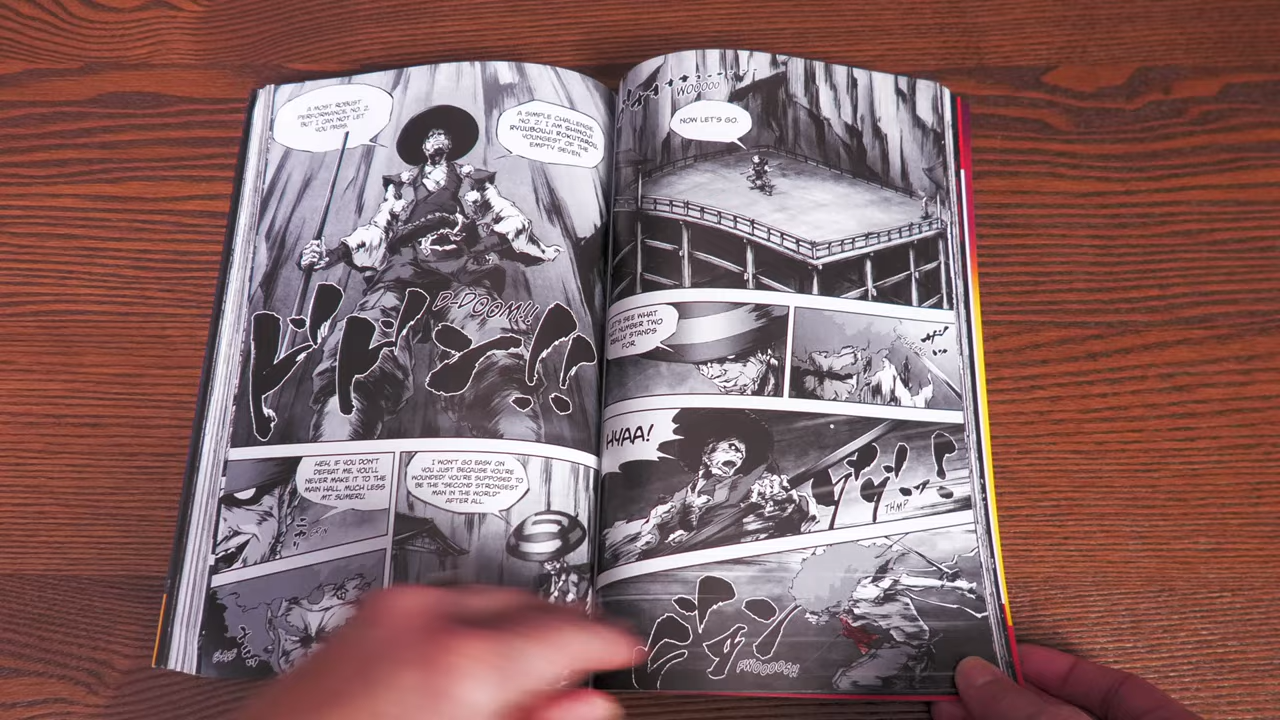 A MOST ROBUST
PERFORMANCE, NO. 2.
BUT I CAN NOT LET
YOU PASS.
A SIMPLE CHALLENGE,
NO. 2! I AM SHINOJI
RYUUBOUJI ROKUTAROU,
YOUNGEST OF THE
EMPTY SEVEN.
D-DOOM!!
ドドン!!
HEH, IF YOU DON'T
DEFEAT ME, YOU'LL
NEVER MAKE IT TO THE
MAIN HALL, MUCH LESS
MT. SUMERU.
ニヤリ
GRIN
I WON'T GO EASY ON
YOU JUST BECAUSE YOU'RE
WOUNDED! YOU'RE SUPPOSED TO
BE THE "SECOND STRONGEST
MAN IN THE WORLD"
AFTER ALL.
WOOOOO
NOW LET'S GO.
LET'S SEE WHAT
NUMBER TWO
REALLY STANDS
FOR.
HYAA!
THMP
FWOOOOSH